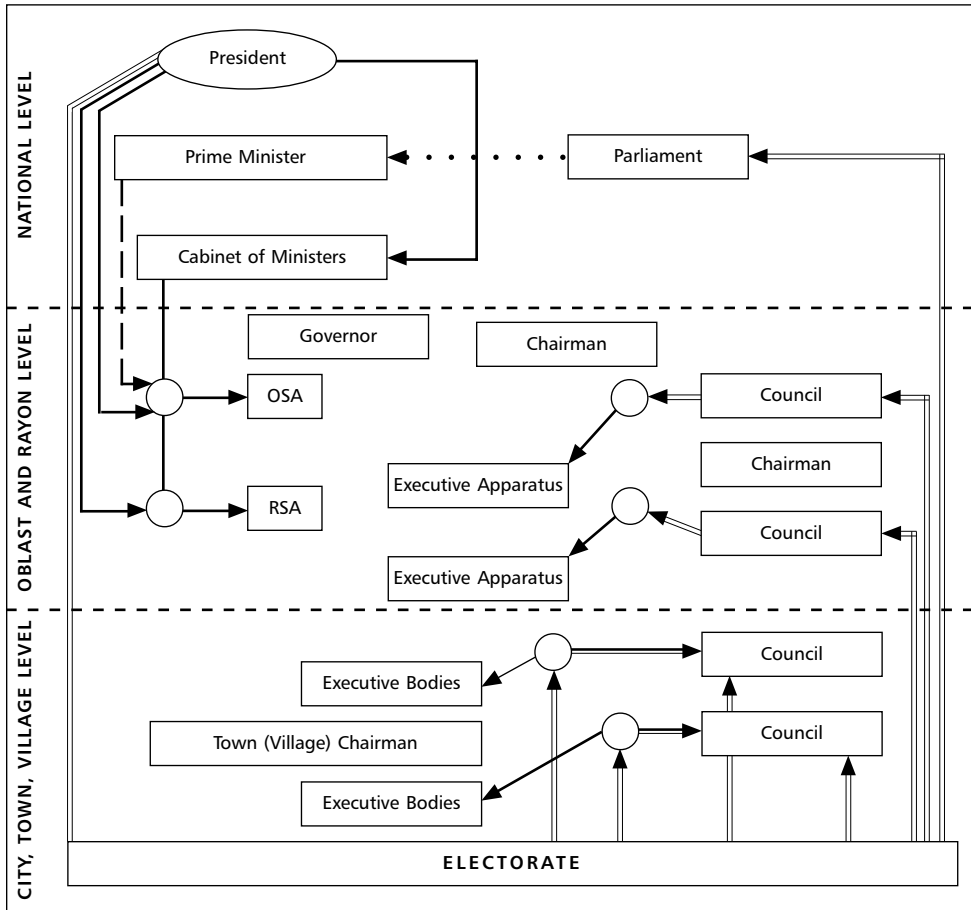 NATIONAL LEVEL
President
Prime Minister
Parliament
Cabinet of Ministers
OBLAST AND RAYON LEVEL
Governor
Chairman
OSA
Council
Executive Apparatus
Chairman
RSA
Council
Executive Apparatus
CITY, TOWN, VILLAGE LEVEL
Council
Executive Bodies
Town (Village) Chairman
Council
Executive Bodies
ELECTORATE